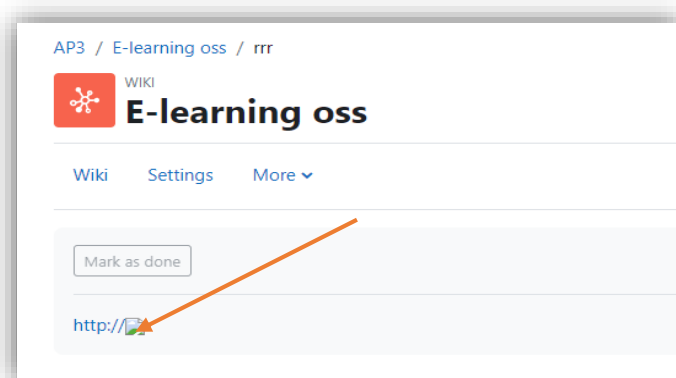 AP3 / E-learning oss / rrr
WIKI
E-learning oss
Wiki Settings More
Mark as done
http://